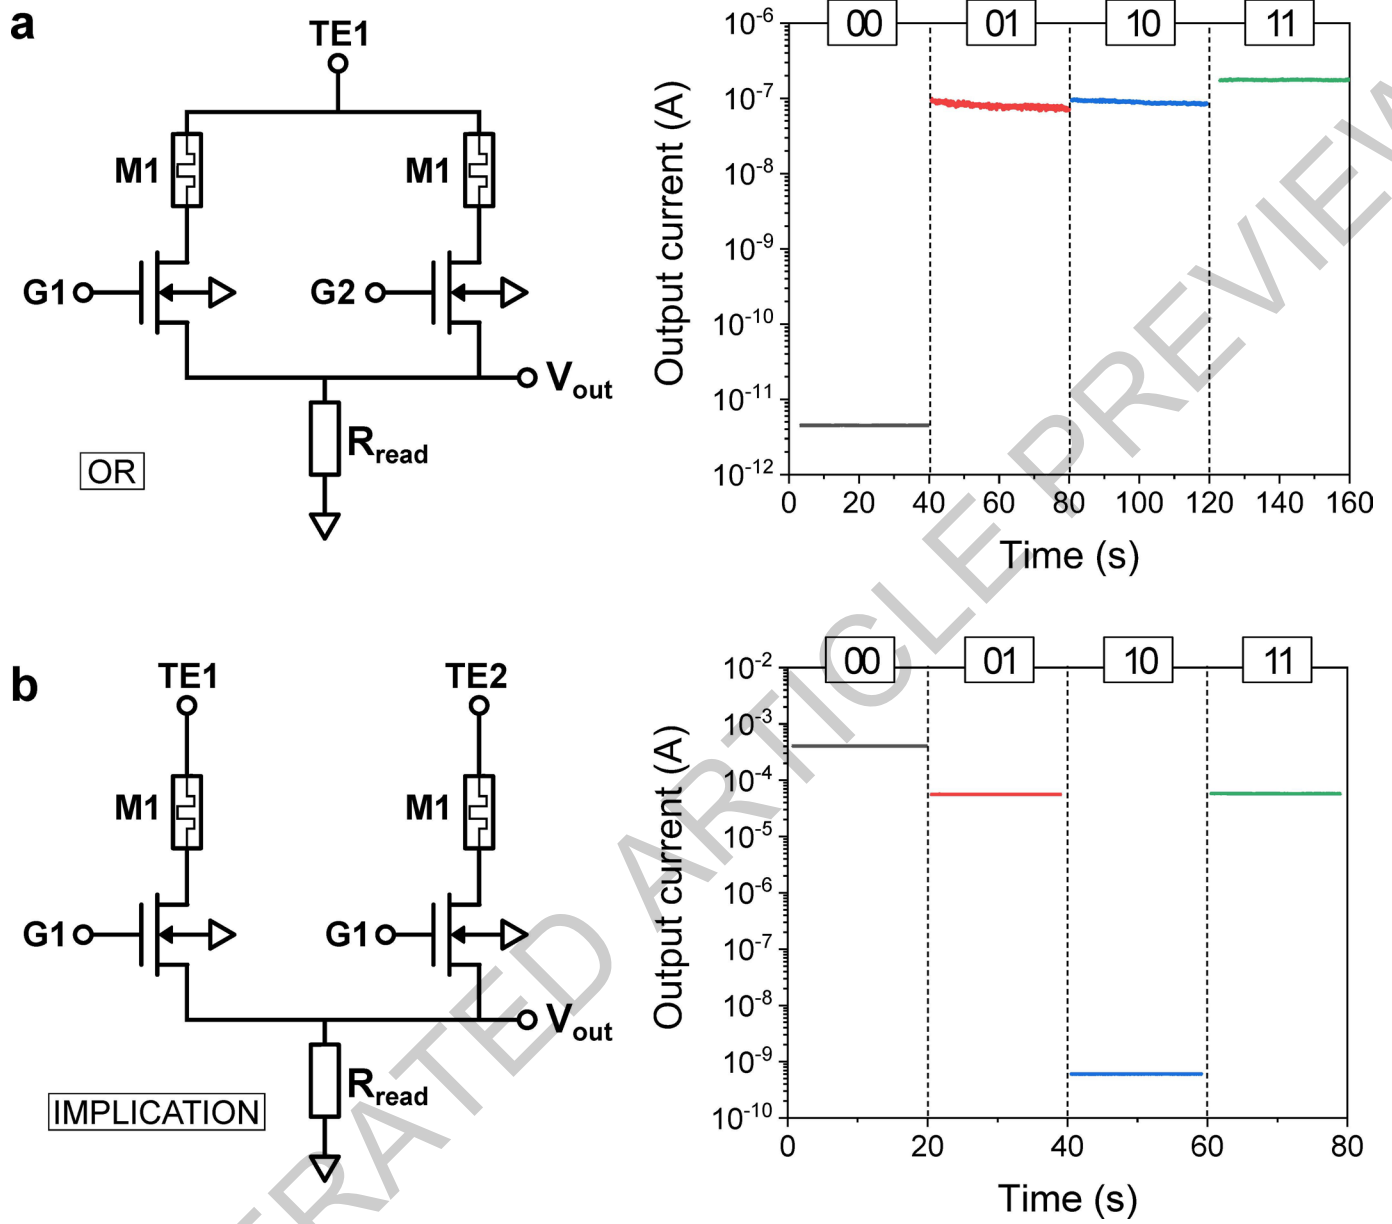 a
TE1
M1
M1
G1
G2
Vout
Rread
OR
00
01
10
11
Output current (A)
10-6
10-7
10-8
10-9
10-10
10-11
10-12
0 20 40 60 80 100 120 140 160
Time (s)
b
TE1
TE2
M1
M1
G1
G1
Vout
Rread
IMPLICATION
00
01
10
11
Output current (A)
10-2
10-3
10-4
10-5
10-6
10-7
10-8
10-9
10-10
0 20 40 60 80
Time (s)
RATED ARTICLE PREVIEW